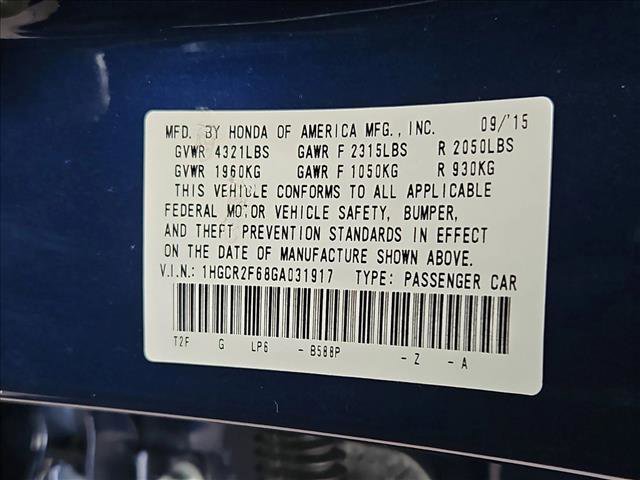 MFD. BY HONDA OF AMERICA MFG., INC. 09/'15
GVWR 4321LBS GAWR F 2315LBS R 2050LBS
GVWR 1960KG GAWR F 1050KG R 930KG
THIS VEHICLE CONFORMS TO ALL APPLICABLE
FEDERAL MOTOR VEHICLE SAFETY, BUMPER,
AND THEFT PREVENTION STANDARDS IN EFFECT
ON THE DATE OF MANUFACTURE SHOWN ABOVE.
V.I.N.: 1HGCR2F68GA031917 TYPE: PASSENGER CAR
T2F G LP6 - B588P - Z - A